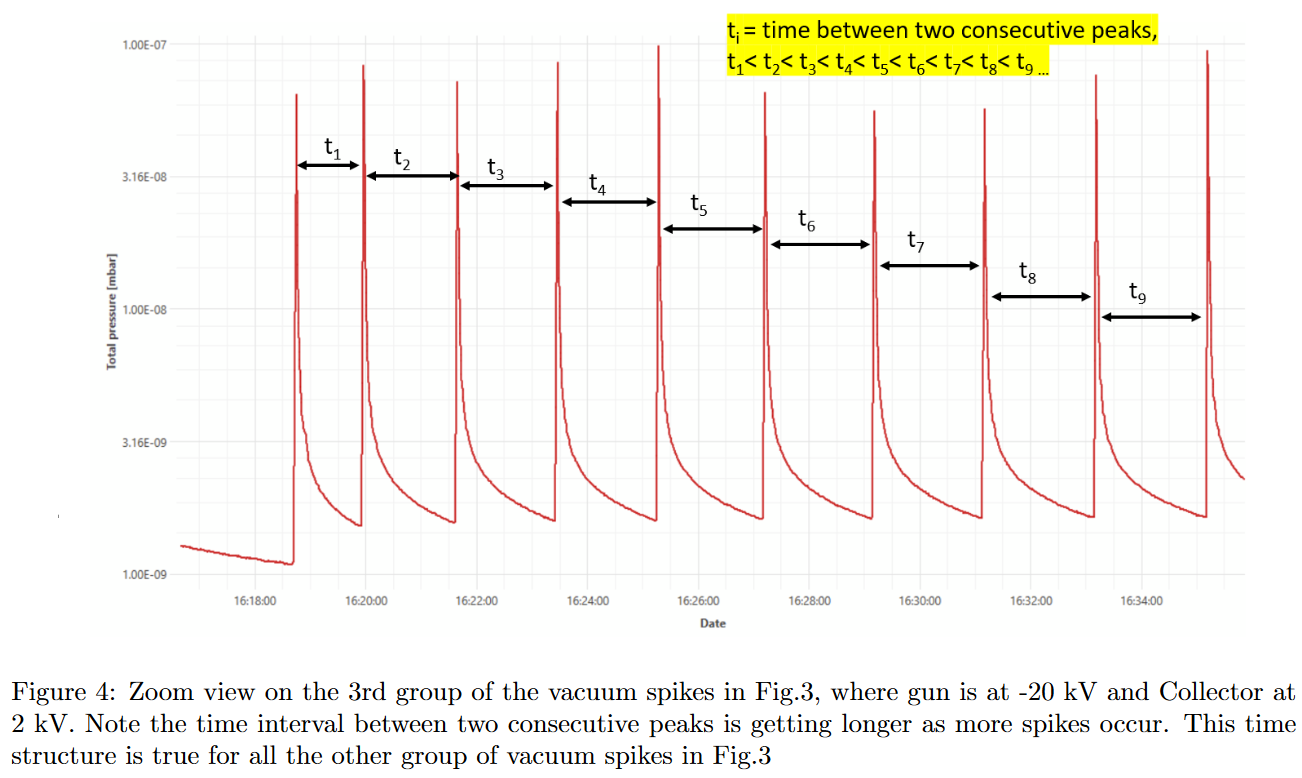 tᵢ = time between two consecutive peaks,
t₁< t₂< t₃< t₄< t₅< t₆< t₇< t₈< t₉ ...
1.00E-07
3.16E-08
1.00E-08
3.16E-09
1.00E-09
Total pressure [mbar]
t₁
t₂
t₃
t₄
t₅
t₆
t₇
t₈
t₉
16:18:00 16:20:00 16:22:00 16:24:00 16:26:00 16:28:00 16:30:00 16:32:00 16:34:00
Date
Figure 4: Zoom view on the 3rd group of the vacuum spikes in Fig.3, where gun is at -20 kV and Collector at
2 kV. Note the time interval between two consecutive peaks is getting longer as more spikes occur. This time
structure is true for all the other group of vacuum spikes in Fig.3